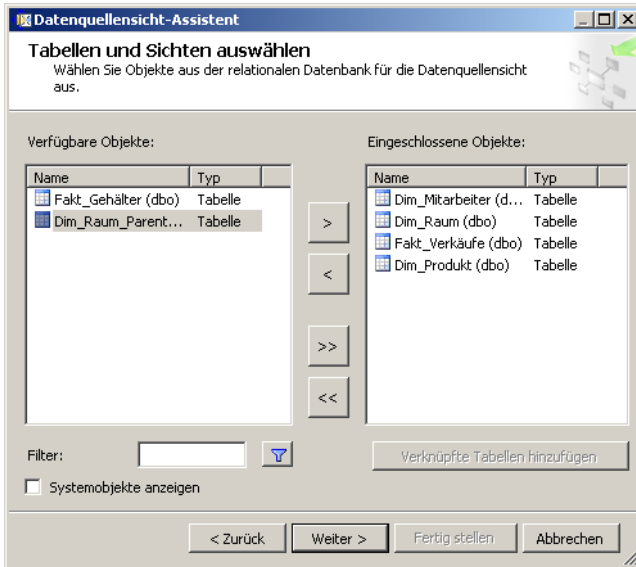 Datenquellensicht-Assistent
Tabellen und Sichten auswählen
Wählen Sie Objekte aus der relationalen Datenbank für die Datenquellensicht
aus.
Verfügbare Objekte:
Name Typ
Fakt_Gehälter (dbo) Tabelle
Dim_Raum_Parent... Tabelle
>
<
>>
<<
Eingeschlossene Objekte:
Name Typ
Dim_Mitarbeiter (d... Tabelle
Dim_Raum (dbo) Tabelle
Fakt_Verkäufe (dbo) Tabelle
Dim_Produkt (dbo) Tabelle
Filter:
Verknüpfte Tabellen hinzufügen
Systemobjekte anzeigen
< Zurück Weiter > Fertig stellen Abbrechen